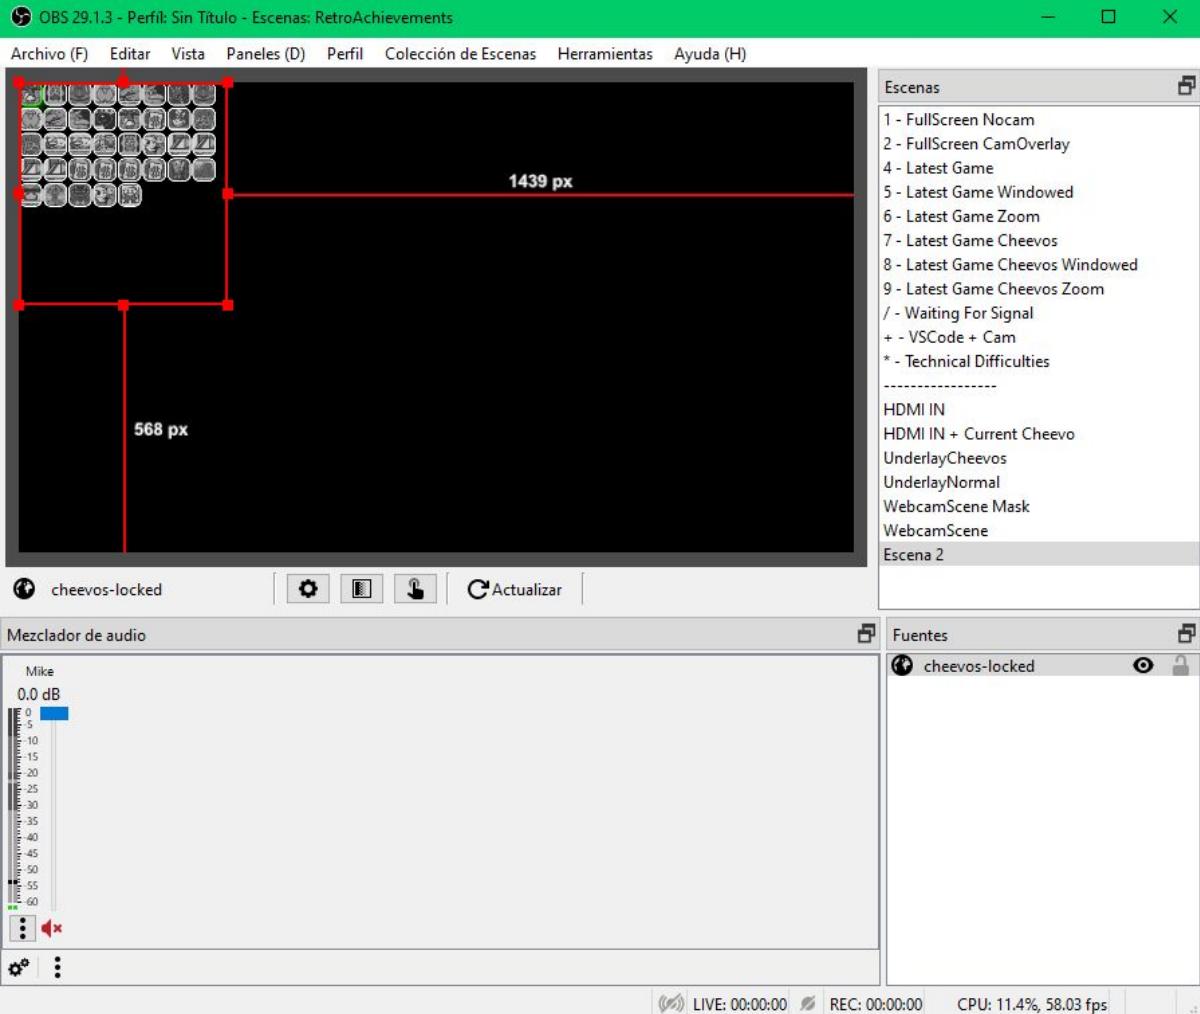 OBS 29.1.3 - Perfil: Sin Título - Escenas: RetroAchievements
Archivo (F) Editar Vista Paneles (D) Perfil Colección de Escenas Herramientas Ayuda (H)
1439 px
568 px
Escenas
1 - FullScreen Nocam
2 - FullScreen CamOverlay
4 - Latest Game
5 - Latest Game Windowed
6 - Latest Game Zoom
7 - Latest Game Cheevos
8 - Latest Game Cheevos Windowed
9 - Latest Game Cheevos Zoom
/ - Waiting For Signal
+ - VSCode + Cam
* - Technical Difficulties
-----------------
HDMI IN
HDMI IN + Current Cheevo
UnderlayCheevos
UnderlayNormal
WebcamScene Mask
WebcamScene
Escena 2
cheevos-locked Actualizar
Mezclador de audio
Mike
0.0 dB
0
-5
-10
-15
-20
-25
-30
-35
-40
-45
-50
-55
-60
Fuentes
cheevos-locked
LIVE: 00:00:00 REC: 00:00:00 CPU: 11.4%, 58.03 fps